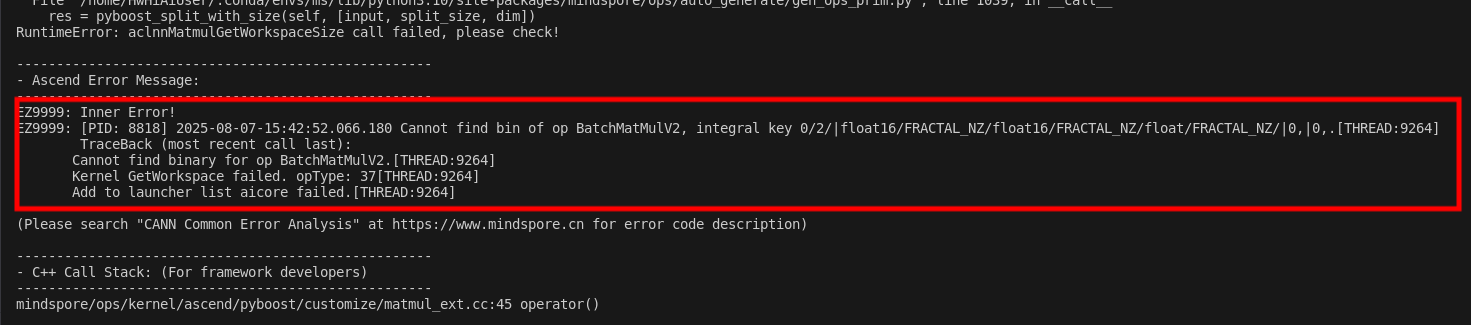 File "/home/HwHiAiUser/.conda/envs/ms/lib/python3.10/site-packages/mindspore/ops/auto_generate/gen_ops_prim.py", line 1039, in __call__
res = pyboost_split_with_size(self, [input, split_size, dim])
RuntimeError: aclnnMatmulGetWorkspaceSize call failed, please check!
----------------------------------------------------
- Ascend Error Message:
----------------------------------------------------
EZ9999: Inner Error!
EZ9999: [PID: 8818] 2025-08-07-15:42:52.066.180 Cannot find bin of op BatchMatMulV2, integral key 0/2/|float16/FRACTAL_NZ/float16/FRACTAL_NZ/float/FRACTAL_NZ/|0,|0,.[THREAD:9264]
TraceBack (most recent call last):
Cannot find binary for op BatchMatMulV2.[THREAD:9264]
Kernel GetWorkspace failed. opType: 37[THREAD:9264]
Add to launcher list aicore failed.[THREAD:9264]
(Please search "CANN Common Error Analysis" at https://www.mindspore.cn for error code description)
----------------------------------------------------
- C++ Call Stack: (For framework developers)
----------------------------------------------------
mindspore/ops/kernel/ascend/pyboost/customize/matmul_ext.cc:45 operator()